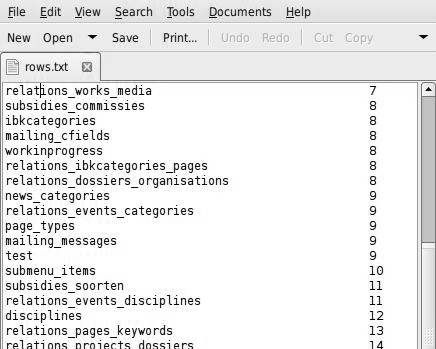 File Edit View Search Tools Documents Help
New Open Save Print... Undo Redo Cut Copy
rows.txt
relations_works_media 7
subsidies_commissies 8
ibkcategories 8
mailing_cfields 8
workinprogress 8
relations_ibkcategories_pages 8
relations_dossiers_organisations 8
news_categories 9
relations_events_categories 9
page_types 9
mailing_messages 9
test 9
submenu_items 10
subsidies_soorten 11
relations_events_disciplines 11
disciplines 12
relations_pages_keywords 13
relations_projects_dossiers 14